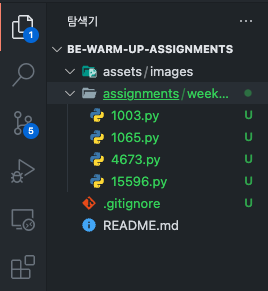 탐색기
BE-WARM-UP-ASSIGNMENTS
assets/images
assignments/week...
1003.py U
1065.py U
4673.py U
15596.py U
.gitignore U
README.md
1
5